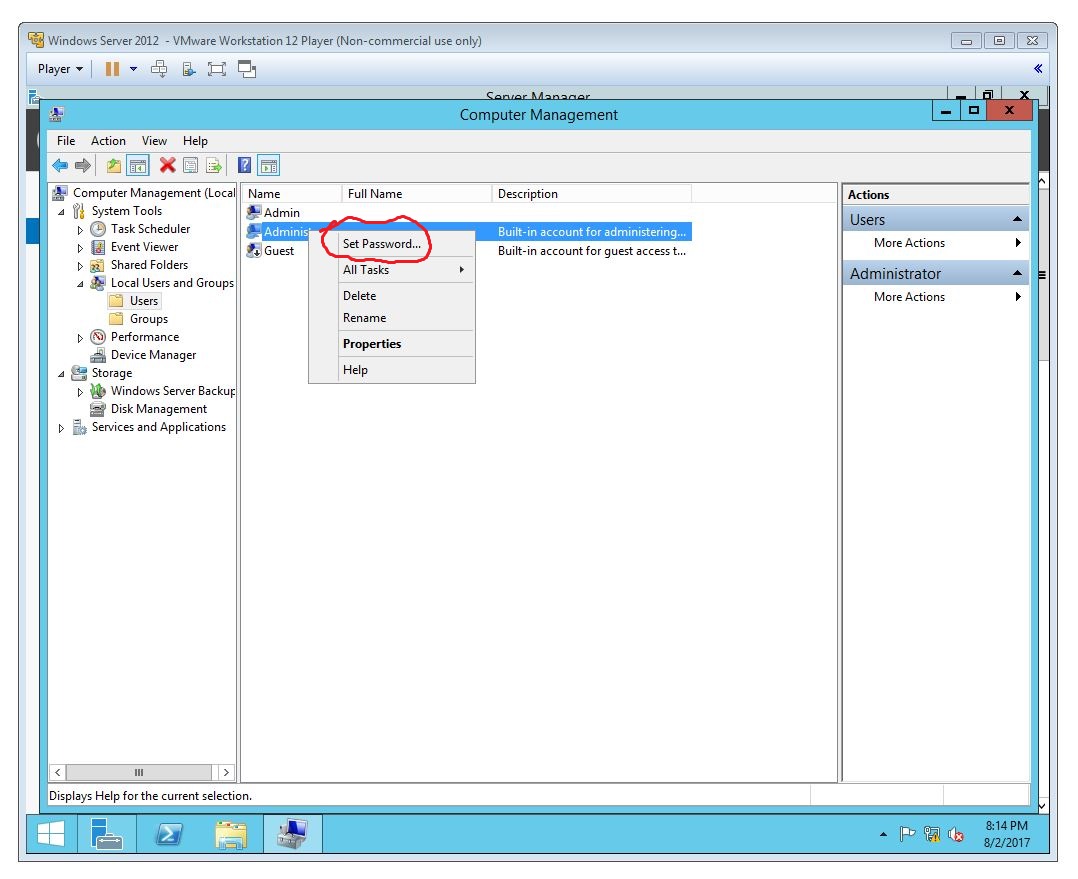 Windows Server 2012 - VMware Workstation 12 Player (Non-commercial use only)
Player
Server Manager
Computer Management
File Action View Help
Computer Management (Local
System Tools
Task Scheduler
Event Viewer
Shared Folders
Local Users and Groups
Users
Groups
Performance
Device Manager
Storage
Windows Server Backup
Disk Management
Services and Applications
Name Full Name Description
Admin
Adminis Built-in account for administering...
Guest Built-in account for guest access t...
Set Password...
All Tasks
Delete
Rename
Properties
Help
Actions
Users
More Actions
Administrator
More Actions
Displays Help for the current selection.
8:14 PM
8/2/2017